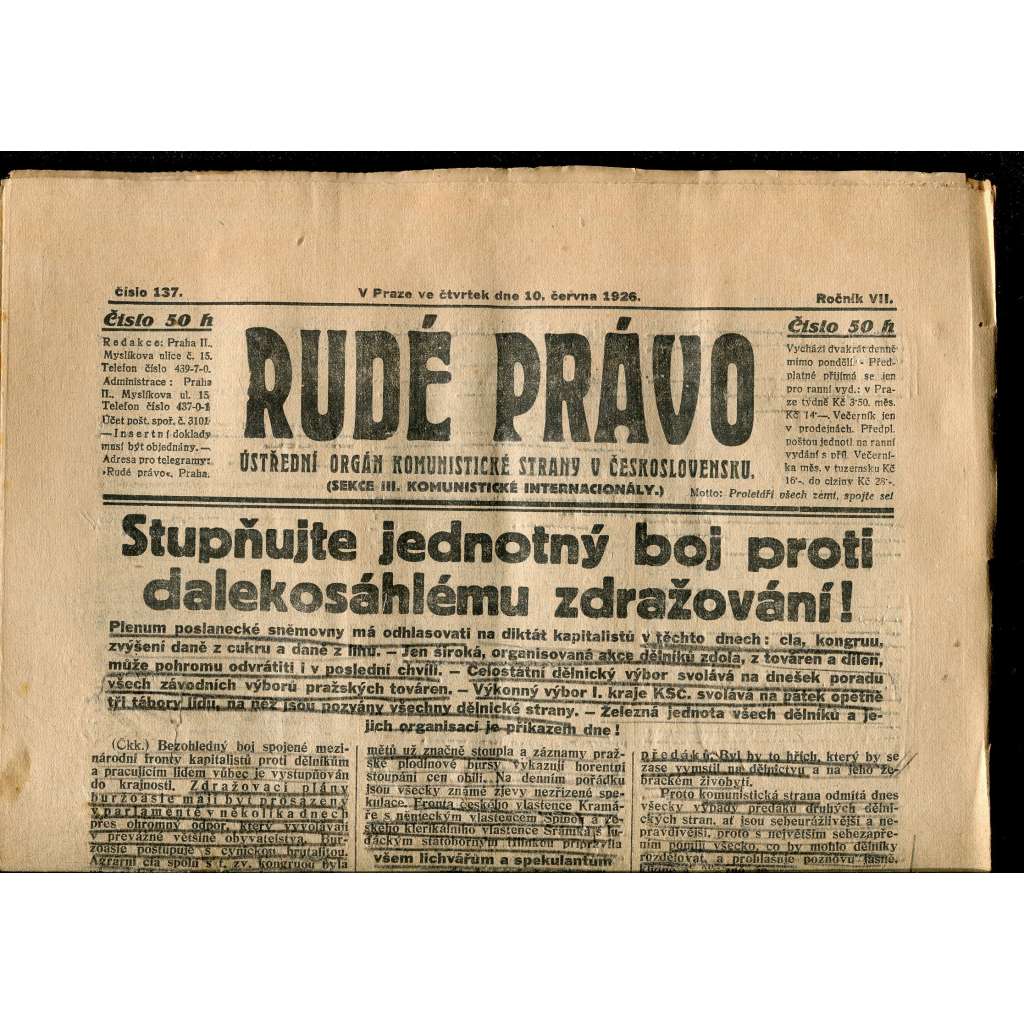 číslo 137.
V Praze ve čtvrtek dne 10. června 1926.
Ročník VII.
Číslo 50 h
Redakce: Praha II.,
Myslíkova ulice č. 15.
Telefon číslo 439-7-0.
Administrace: Praha
II., Myslíkova ul. 15
Telefon číslo 437-0-1
Účet pošt. spoř. č. 3101
—Insertní doklady
musí být objednány.—
Adresa pro telegramy:
»Rudé právo«, Praha.
RUDÉ PRÁVO
ÚSTŘEDNÍ ORGÁN KOMUNISTICKÉ STRANY V ČESKOSLOVENSKU.
(SEKCE III. KOMUNISTICKÉ INTERNACIONÁLY.)
Číslo 50 h
Vychází dvakrát denně
mimo pondělí. - Před-
platné přijímá se jen
pro ranní vyd.: v Pra-
ze týdně Kč 3·50, měs.
Kč 14·—. Večerník jen
v prodejnách. Předpl.
poštou jednotl na ranní
vydání s příl. Večerní-
ka měs. v tuzemsku Kč
16·-, do ciziny Kč 28·-.
Motto: Proletáři všech zemí, spojte se!
Stupňujte jednotný boj proti
dalekosáhlému zdražování!
Plenum poslanecké sněmovny má odhlasovati na diktát kapitalistů v těchto dnech: cla, kongruu,
zvýšení daně z cukru a daně z lihu. — Jen široká, organisovaná akce dělníků zdola, z továren a dílen,
může pohromu odvrátiti i v poslední chvíli. — Celostátní dělnický výbor svolává na dnešek poradu
všech závodních výborů pražských továren. — Výkonný výbor I. kraje KSČ. svolává na pátek opětně
tři tábory lidu, na něž jsou pozvány všechny dělnické strany. — Železná jednota všech dělníků a je-
jich organisací je příkazem dne!
(Čkk.) Bezohledný boj spojené mezi-
národní fronty kapitalistů proti dělníkům
a pracujícím lidem vůbec je vystupňován
do krajnosti. Zdražovací plány
buržoasie mají být prosazeny
v parlamentě v několika dnech
přes ohromný odpor, který vyvolávají
v převážné většině obyvatelstva. Bur-
žoasie postupuje s cynickou brutalitou.
Agrární cla spolu s t. zv. kongruou byla
mětů už značně stoupla a záznamy praž-
ské plodinové bursy vykazují horentní
stoupání cen obilí. Na denním pořádku
jsou všecky známé zjevy nezřízené spe-
kulace. Fronta českého vlastence Kramá-
ře s německým vlastencem Spinou a če-
ského klerikálního vlastence Šrámka s lu-
ďáckým státoborným Tiňokou připravila
všem lichvářům a spekulantům
předáků. Byl by to hřích, který by se
zase vymstil na dělnictvu a na jeho že-
bráckém živobytí.
Proto komunistická strana odmítá dnes
všecky výpady předáků druhých dělnic-
kých stran, ať jsou sebeurážlivější a ne-
pravdivější, proto s největším sebezapře-
ním pomíjí všecko, co by mohlo dělníky
rozdělovat, a prohlašuje poznovu jasně,